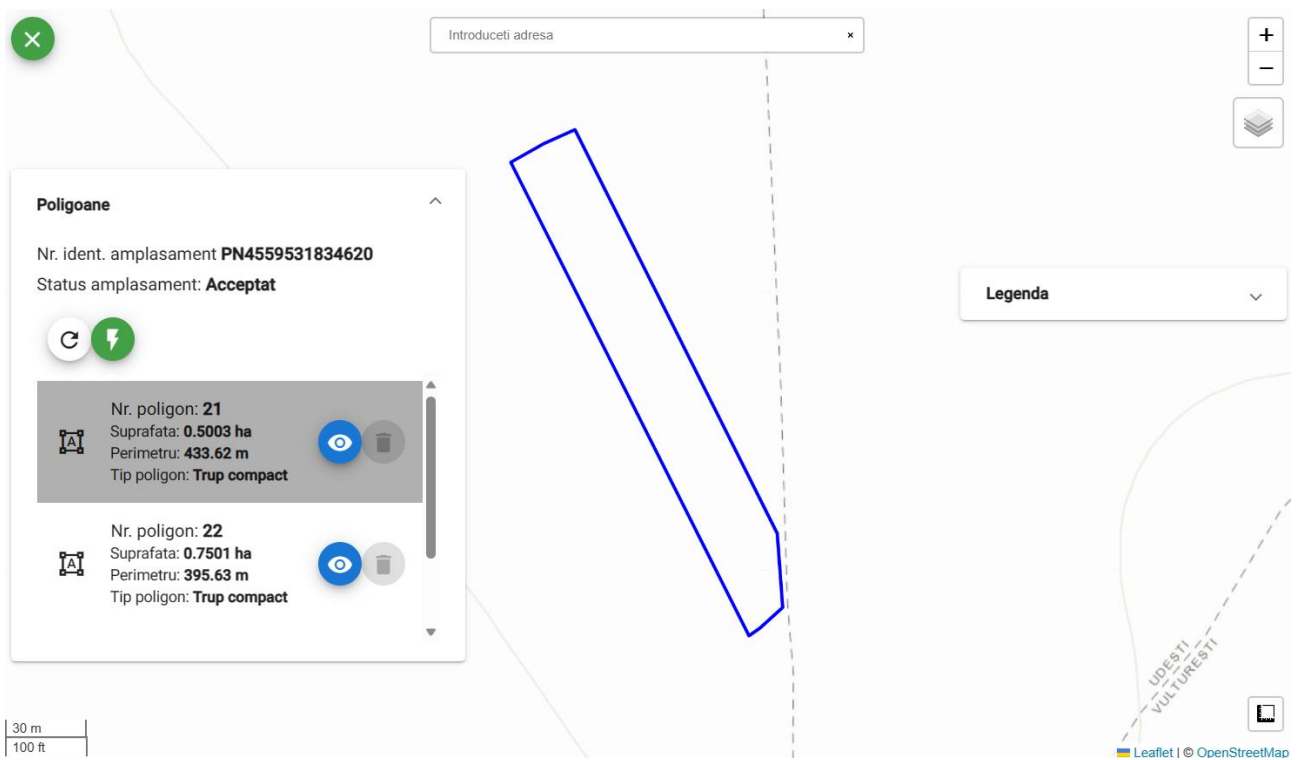 Introduceti adresa ×
+
−
Poligoane
Nr. ident. amplasament PN4559531834620
Status amplasament: Acceptat
Nr. poligon: 21
Suprafata: 0.5003 ha
Perimetru: 433.62 m
Tip poligon: Trup compact
Nr. poligon: 22
Suprafata: 0.7501 ha
Perimetru: 395.63 m
Tip poligon: Trup compact
Legenda
UDEȘTI
VULTUREȘTI
30 m
100 ft
Leaflet | © OpenStreetMap